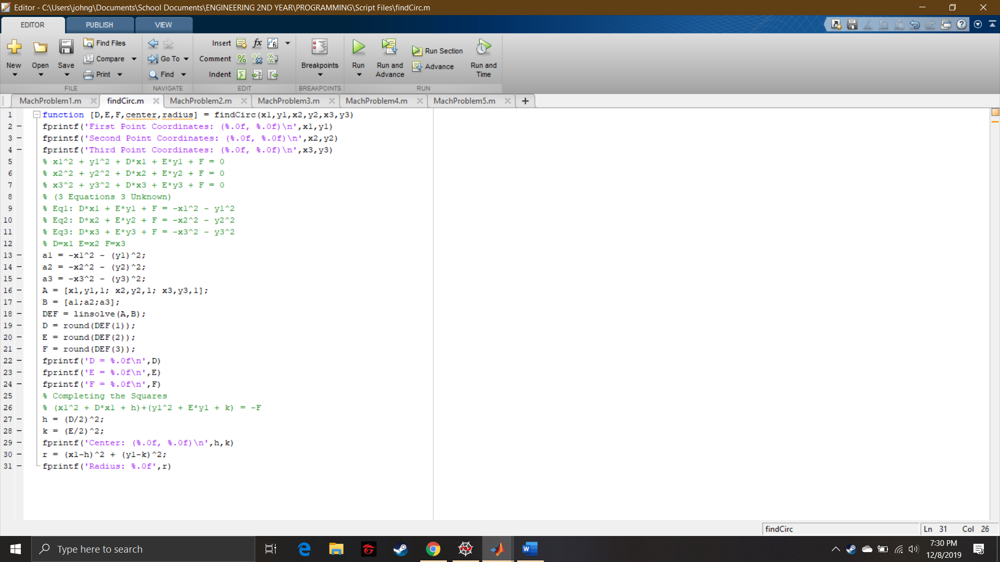 Editor - C:\Users\johng\Documents\School Documents\ENGINEERING 2ND YEAR\PROGRAMMING\Script Files\findCirc.m
EDITOR PUBLISH VIEW
New Open Save Find Files Compare Print
Go To Find
Insert fx Comment Indent
Breakpoints
Run Run and Advance Run Section Advance Run and Time
FILE NAVIGATE EDIT BREAKPOINTS RUN
MachProblem1.m findCirc.m MachProblem2.m MachProblem3.m MachProblem4.m MachProblem5.m +
1 function [D,E,F,center,radius] = findCirc(x1,y1,x2,y2,x3,y3)
2 fprintf('First Point Coordinates: (%.0f, %.0f)\n',x1,y1)
3 fprintf('Second Point Coordinates: (%.0f, %.0f)\n',x2,y2)
4 fprintf('Third Point Coordinates: (%.0f, %.0f)\n',x3,y3)
5 % x1^2 + y1^2 + D*x1 + E*y1 + F = 0
6 % x2^2 + y2^2 + D*x2 + E*y2 + F = 0
7 % x3^2 + y3^2 + D*x3 + E*y3 + F = 0
8 % (3 Equations 3 Unknown)
9 % Eq1: D*x1 + E*y1 + F = -x1^2 - y1^2
10 % Eq2: D*x2 + E*y2 + F = -x2^2 - y2^2
11 % Eq3: D*x3 + E*y3 + F = -x3^2 - y3^2
12 % D=x1 E=x2 F=x3
13 a1 = -x1^2 - (y1)^2;
14 a2 = -x2^2 - (y2)^2;
15 a3 = -x3^2 - (y3)^2;
16 A = [x1,y1,1; x2,y2,1; x3,y3,1];
17 B = [a1;a2;a3];
18 DEF = linsolve(A,B);
19 D = round(DEF(1));
20 E = round(DEF(2));
21 F = round(DEF(3));
22 fprintf('D = %.0f\n',D)
23 fprintf('E = %.0f\n',E)
24 fprintf('F = %.0f\n',F)
25 % Completing the Squares
26 % (x1^2 + D*x1 + h)+(y1^2 + E*y1 + k) = -F
27 h = (D/2)^2;
28 k = (E/2)^2;
29 fprintf('Center: (%.0f, %.0f)\n',h,k)
30 r = (x1-h)^2 + (y1-k)^2;
31 fprintf('Radius: %.0f',r)
findCirc Ln 31 Col 26
Type here to search
7:30 PM
12/8/2019